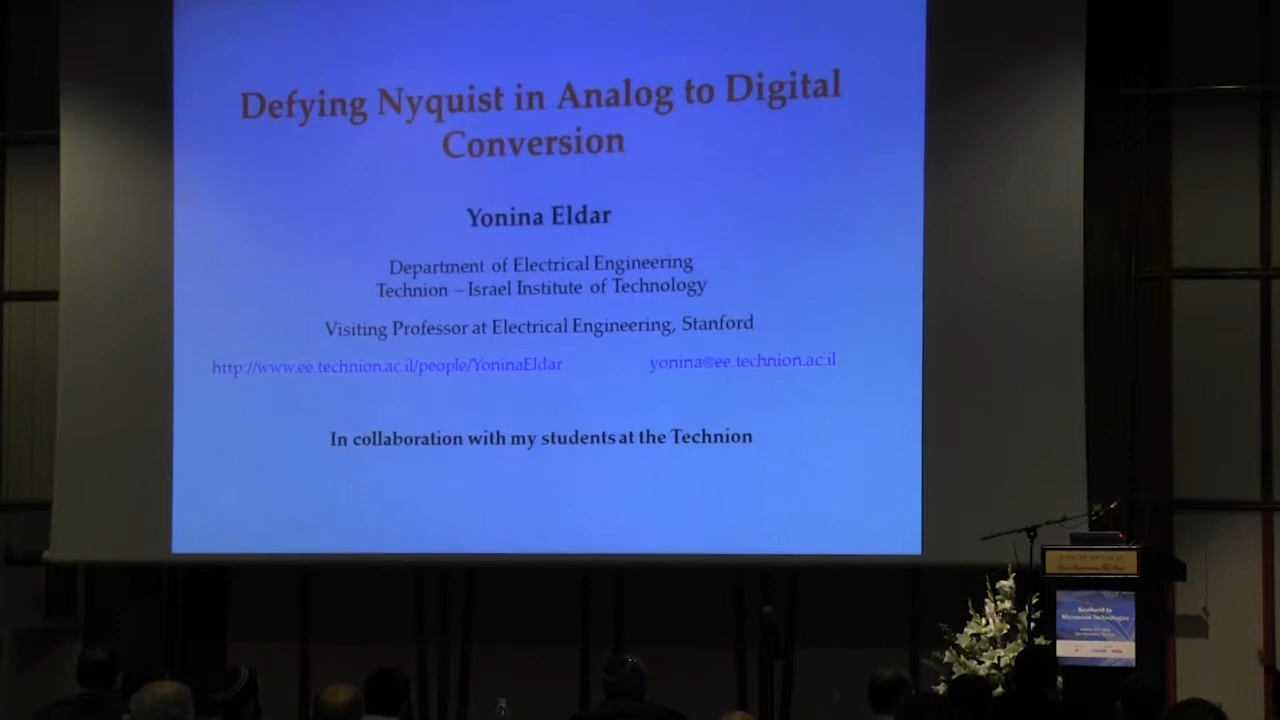 Defying Nyquist in Analog to Digital
Conversion
Yonina Eldar
Department of Electrical Engineering
Technion – Israel Institute of Technology
Visiting Professor at Electrical Engineering, Stanford
http://www.ee.technion.ac.il/people/YoninaEldar yonina@ee.technion.ac.il
In collaboration with my students at the Technion
Microwave Technologies